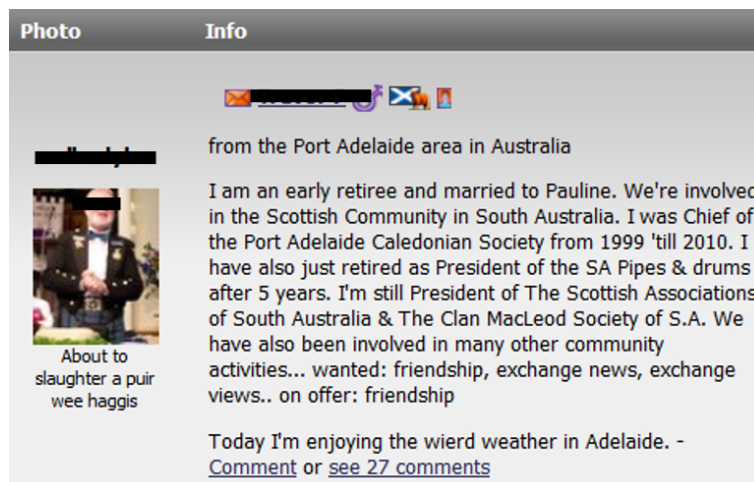 Photo Info
from the Port Adelaide area in Australia
I am an early retiree and married to Pauline. We're involved
in the Scottish Community in South Australia. I was Chief of
the Port Adelaide Caledonian Society from 1999 'till 2010. I
have also just retired as President of the SA Pipes & drums
after 5 years. I'm still President of The Scottish Associations
of South Australia & The Clan MacLeod Society of S.A. We
have also been involved in many other community
activities... wanted: friendship, exchange news, exchange
views.. on offer: friendship
Today I'm enjoying the wierd weather in Adelaide. -
Comment or see 27 comments
About to
slaughter a puir
wee haggis